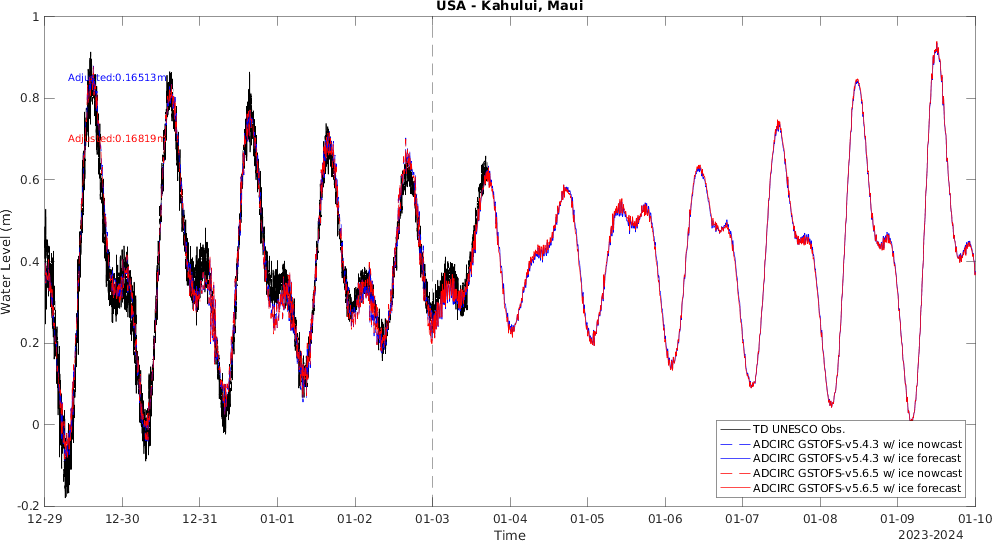 USA - Kahului, Maui
Water Level (m)
1
0.8
0.6
0.4
0.2
0
-0.2
Adjusted:0.16513m
Adjusted:0.16819m
TD UNESCO Obs.
ADCIRC GSTOFS-v5.4.3 w/ ice nowcast
ADCIRC GSTOFS-v5.4.3 w/ ice forecast
ADCIRC GSTOFS-v5.6.5 w/ ice nowcast
ADCIRC GSTOFS-v5.6.5 w/ ice forecast
12-29 12-30 12-31 01-01 01-02 01-03 01-04 01-05 01-06 01-07 01-08 01-09 01-10
Time
2023-2024